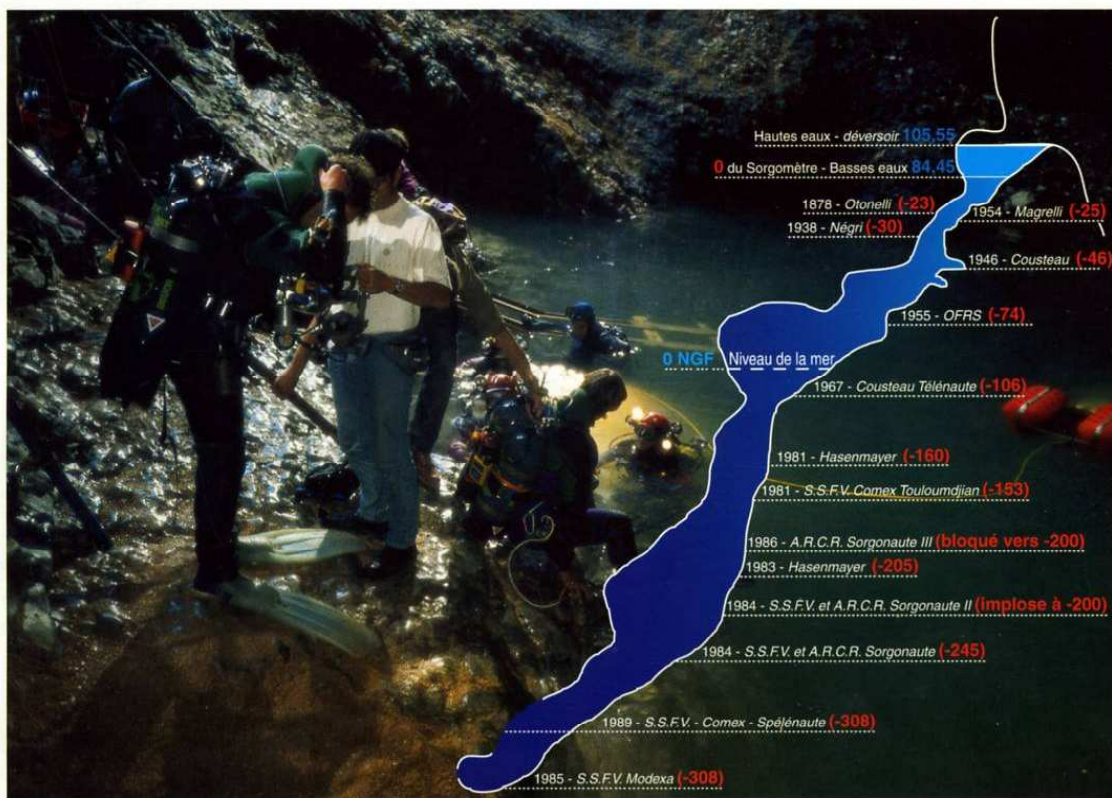 Hautes eaux - déversoir 105,55
0 du Sorgomètre - Basses eaux 84,45
1878 - Otonelli (-23)
1954 - Magrelli (-25)
1938 - Négri (-30)
1946 - Cousteau (-46)
1955 - OFRS (-74)
0 NGF Niveau de la mer
1967 - Cousteau Télénaute (-106)
1981 - Hasenmayer (-160)
1981 - S.S.F.V. Comex Touloumdjian (-153)
1986 - A.R.C.R. Sorgonaute III (bloqué vers -200)
1983 - Hasenmayer (-205)
1984 - S.S.F.V. et A.R.C.R. Sorgonaute II (implose à -200)
1984 - S.S.F.V. et A.R.C.R. Sorgonaute (-245)
1989 - S.S.F.V. - Comex - Spélénaute (-308)
1985 - S.S.F.V. Modexa (-308)